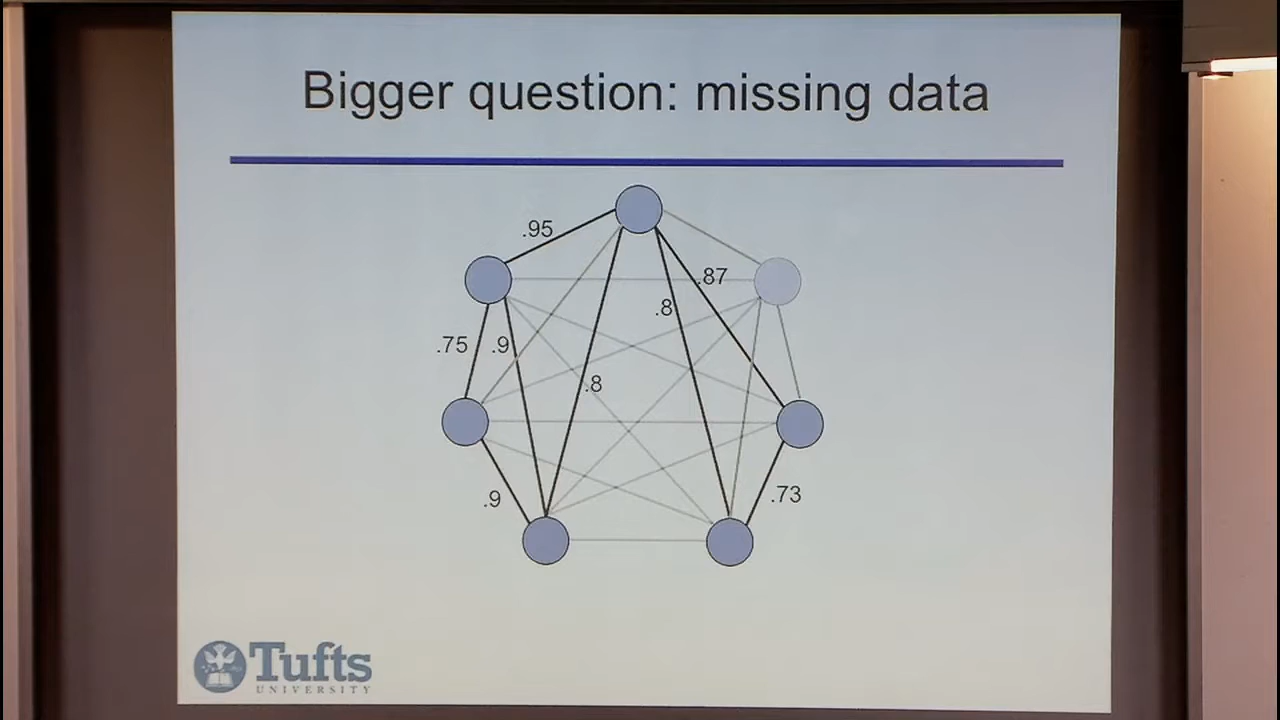 Bigger question: missing data
.95
.87
.8
.75
.9
.8
.9
.73
Tufts
UNIVERSITY